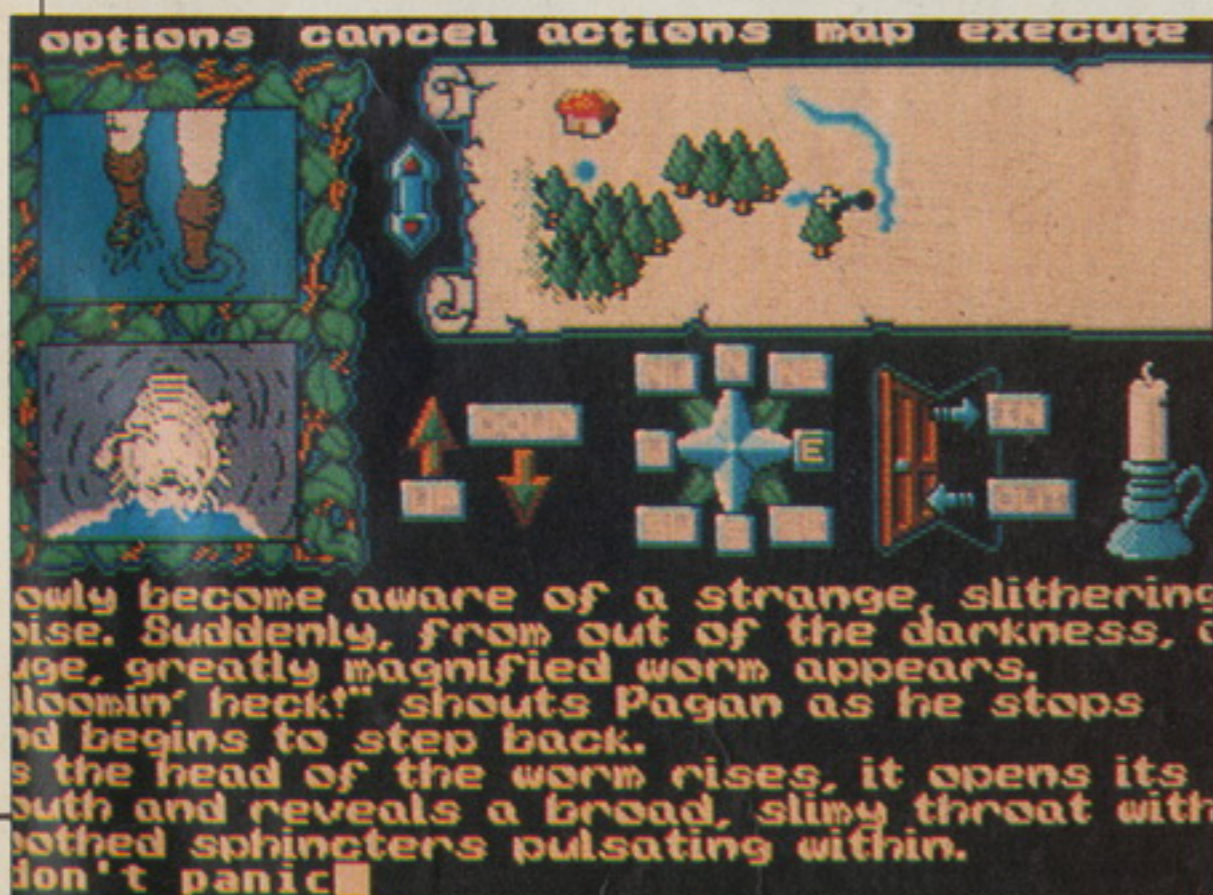 options cancel actions map execute
E
owly become aware of a strange, slithering
oise. Suddenly, from out of the darkness, a
uge, greatly magnified worm appears.
loomin' heck!" shouts Pagan as he stops
nd begins to step back.
s the head of the worm rises, it opens its
outh and reveals a broad, slimy throat with
othed sphincters pulsating within.
don't panic